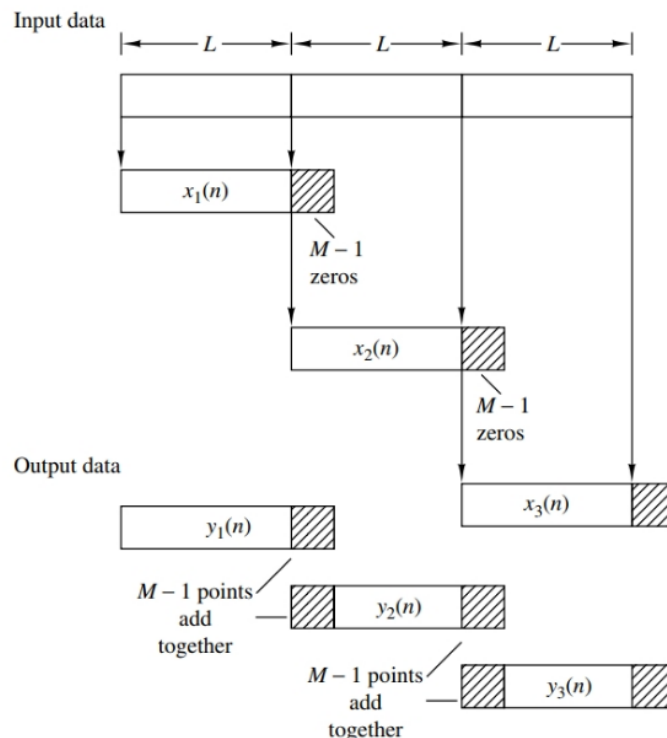 Input data
L L L
x₁(n)
M – 1
zeros
x₂(n)
M – 1
zeros
Output data
x₃(n)
y₁(n)
M – 1 points
add
together
y₂(n)
M – 1 points
add
together
y₃(n)